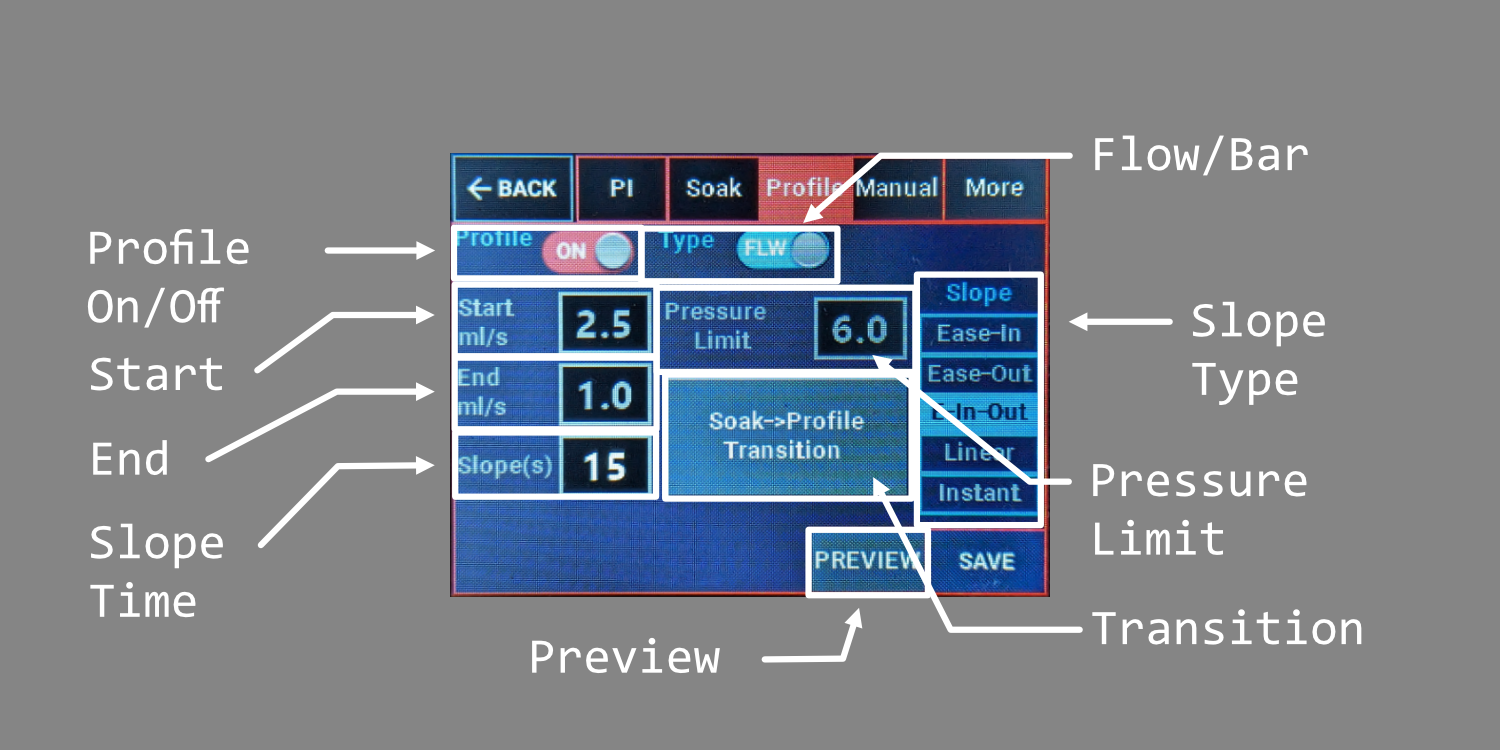 Flow/Bar
← BACK PI Soak Profile Manual More
Profile ON Type FLW
Profile
On/Off
Start
ml/s
2.5
Pressure
Limit
6.0
Slope
Ease-In
Ease-Out
E-In-Out
Linear
Instant
Slope
Type
Start
End
ml/s
1.0
Soak->Profile
Transition
End
Slope(s) 15
Pressure
Limit
Slope
Time
PREVIEW SAVE
Transition
Preview